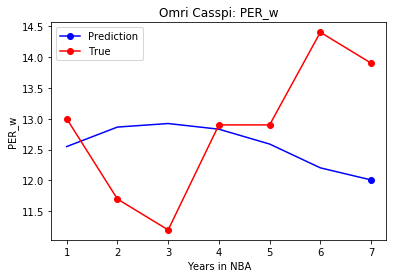 Omri Casspi: PER_w
Prediction
True
14.5
14.0
13.5
13.0
12.5
12.0
11.5
PER_w
1 2 3 4 5 6 7
Years in NBA